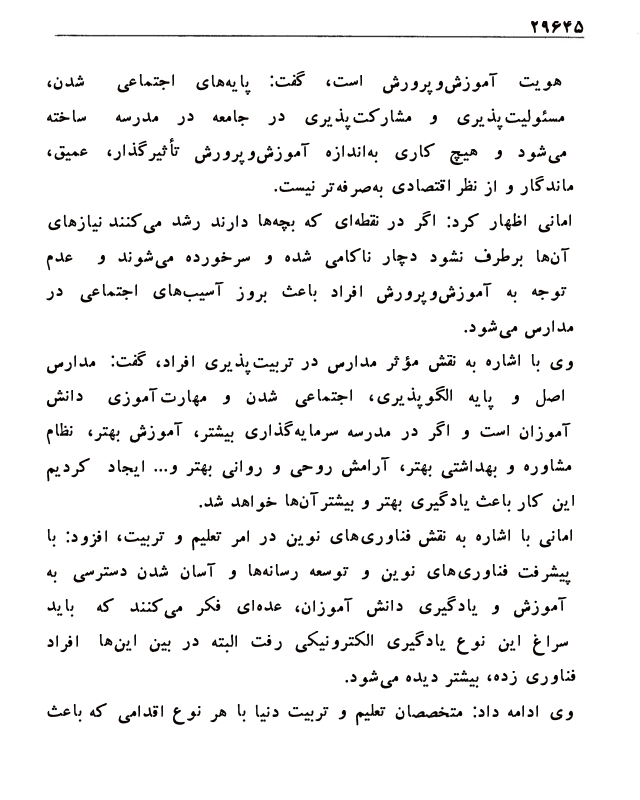 ۲۹۶۴۵
هویت آموزش‌وپرورش است، گفت: پایه‌های اجتماعی شدن،
مسئولیت‌پذیری و مشارکت‌پذیری در جامعه در مدرسه ساخته
می‌شود و هیچ کاری به‌اندازه آموزش‌وپرورش تأثیرگذار، عمیق،
ماندگار و از نظر اقتصادی به‌صرفه‌تر نیست.
امانی اظهار کرد: اگر در نقطه‌ای که بچه‌ها دارند رشد می‌کنند نیازهای
آن‌ها برطرف نشود دچار ناکامی شده و سرخورده می‌شوند و عدم
توجه به آموزش‌وپرورش افراد باعث بروز آسیب‌های اجتماعی در
مدارس می‌شود.
وی با اشاره به نقش مؤثر مدارس در تربیت‌پذیری افراد، گفت: مدارس
اصل و پایه الگوپذیری، اجتماعی شدن و مهارت‌آموزی دانش
آموزان است و اگر در مدرسه سرمایه‌گذاری بیشتر، آموزش بهتر، نظام
مشاوره و بهداشتی بهتر، آرامش روحی و روانی بهتر و... ایجاد کردیم
این کار باعث یادگیری بهتر و بیشتر آن‌ها خواهد شد.
امانی با اشاره به نقش فناوری‌های نوین در امر تعلیم و تربیت، افزود: با
پیشرفت فناوری‌های نوین و توسعه رسانه‌ها و آسان شدن دسترسی به
آموزش و یادگیری دانش آموزان، عده‌ای فکر می‌کنند که باید
سراغ این نوع یادگیری الکترونیکی رفت البته در بین این‌ها افراد
فناوری زده، بیشتر دیده می‌شود.
وی ادامه داد: متخصصان تعلیم و تربیت دنیا با هر نوع اقدامی که باعث